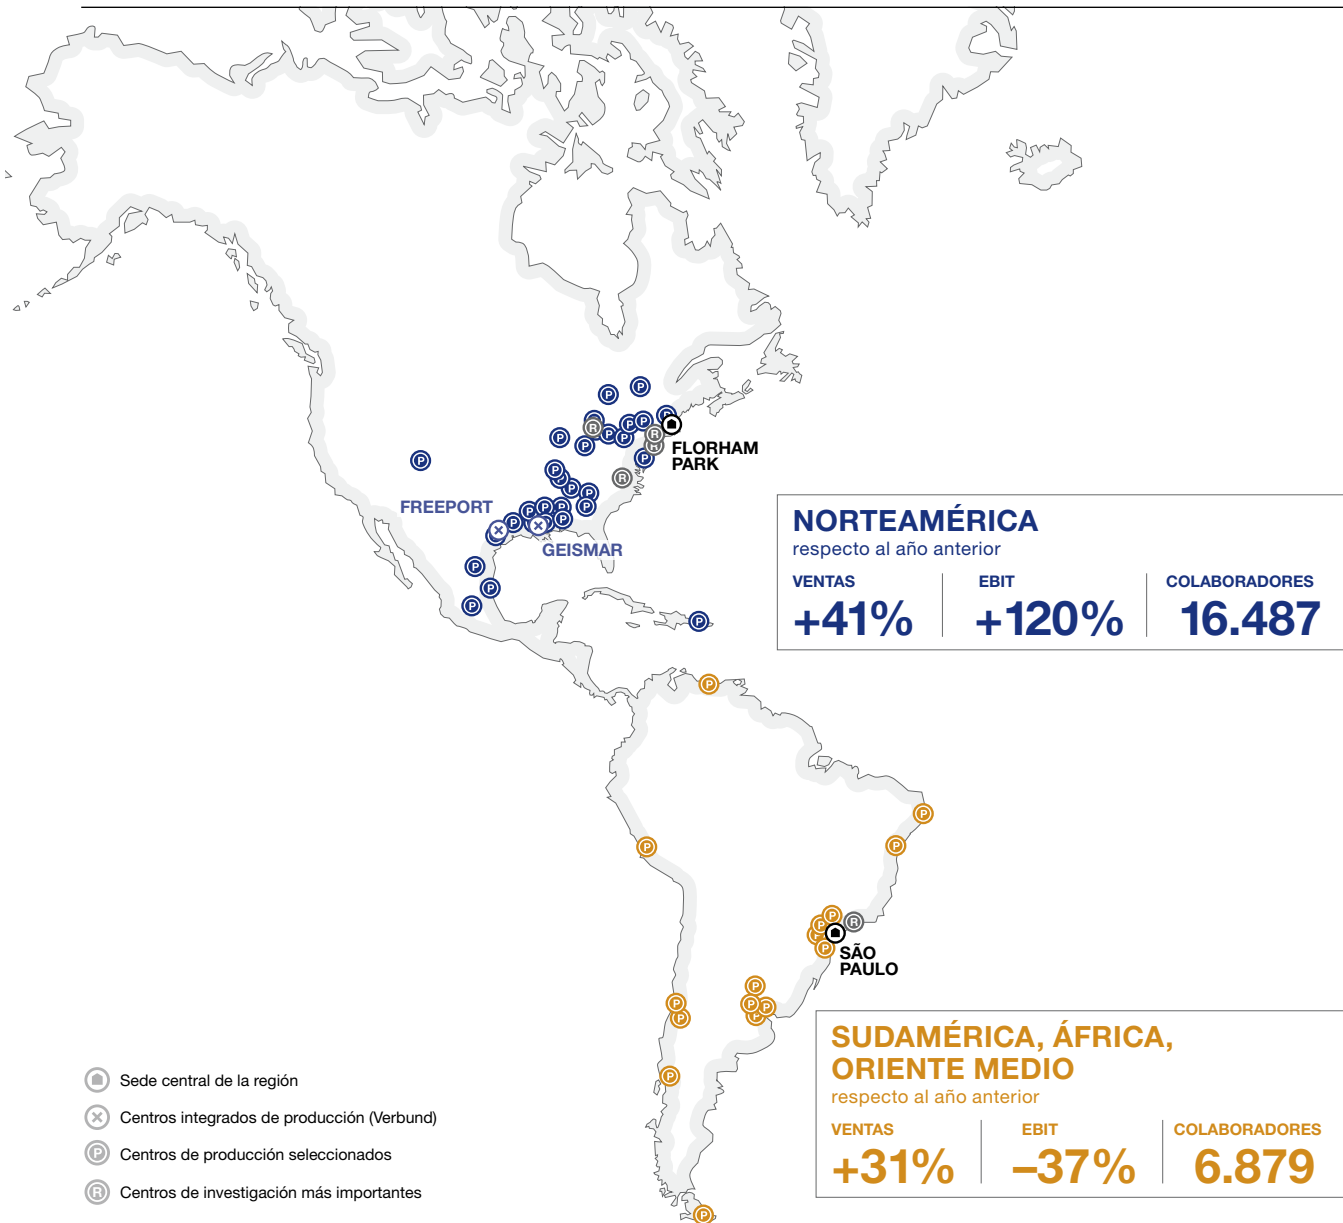 FLORHAM
PARK
FREEPORT
GEISMAR
NORTEAMÉRICA
respecto al año anterior
VENTAS
EBIT
COLABORADORES
+41%
+120%
16.487
SÃO
PAULO
SUDAMÉRICA, ÁFRICA,
ORIENTE MEDIO
respecto al año anterior
VENTAS
EBIT
COLABORADORES
+31%
–37%
6.879
Sede central de la región
Centros integrados de producción (Verbund)
P Centros de producción seleccionados
R Centros de investigación más importantes